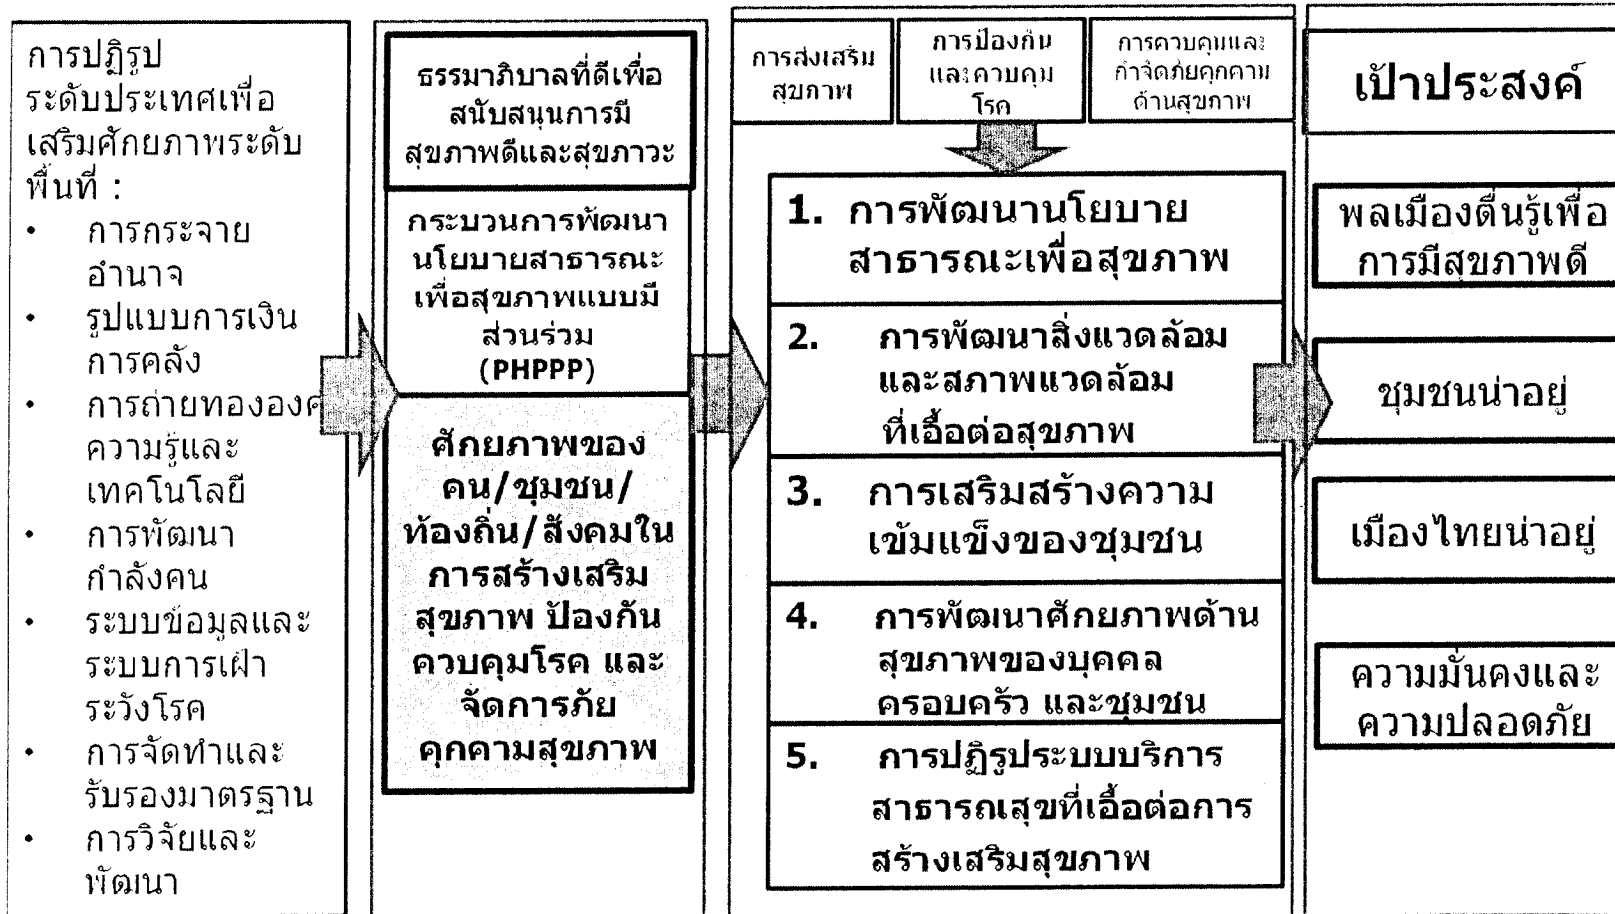 การปฏิรูป
ระดับประเทศเพื่อ
เสริมศักยภาพระดับ
พื้นที่ :
• การกระจาย
อำนาจ
• รูปแบบการเงิน
การคลัง
• การถ่ายทององค
ความรู้และ
เทคโนโลยี
• การพัฒนา
กำลังคน
• ระบบข้อมูลและ
ระบบการเฝ้า
ระวังโรค
• การจัดทำและ
รับรองมาตรฐาน
• การวิจัยและ
พัฒนา
ธรรมาภิบาลที่ดีเพื่อ
สนับสนุนการมี
สุขภาพดีและสุขภาวะ
กระบวนการพัฒนา
นโยบายสาธารณะ
เพื่อสุขภาพแบบมี
ส่วนร่วม
(PHPPP)
ศักยภาพของ
คน/ชุมชน/
ท้องถิ่น/สังคมใน
การสร้างเสริม
สุขภาพ ป้องกัน
ควบคุมโรค และ
จัดการภัย
คุกคามสุขภาพ
การส่งเสริม
สุขภาพ
การป้องกัน
และควบคุม
โรค
การควบคุมและ
กำจัดภัยคุกคาม
ด้านสุขภาพ
1. การพัฒนานโยบาย
สาธารณะเพื่อสุขภาพ
2. การพัฒนาสิ่งแวดล้อม
และสภาพแวดล้อม
ที่เอื้อต่อสุขภาพ
3. การเสริมสร้างความ
เข้มแข็งของชุมชน
4. การพัฒนาศักยภาพด้าน
สุขภาพของบุคคล
ครอบครัว และชุมชน
5. การปฏิรูประบบบริการ
สาธารณสุขที่เอื้อต่อการ
สร้างเสริมสุขภาพ
เป้าประสงค์
พลเมืองตื่นรู้เพื่อ
การมีสุขภาพดี
ชุมชนน่าอยู่
เมืองไทยน่าอยู่
ความมั่นคงและ
ความปลอดภัย